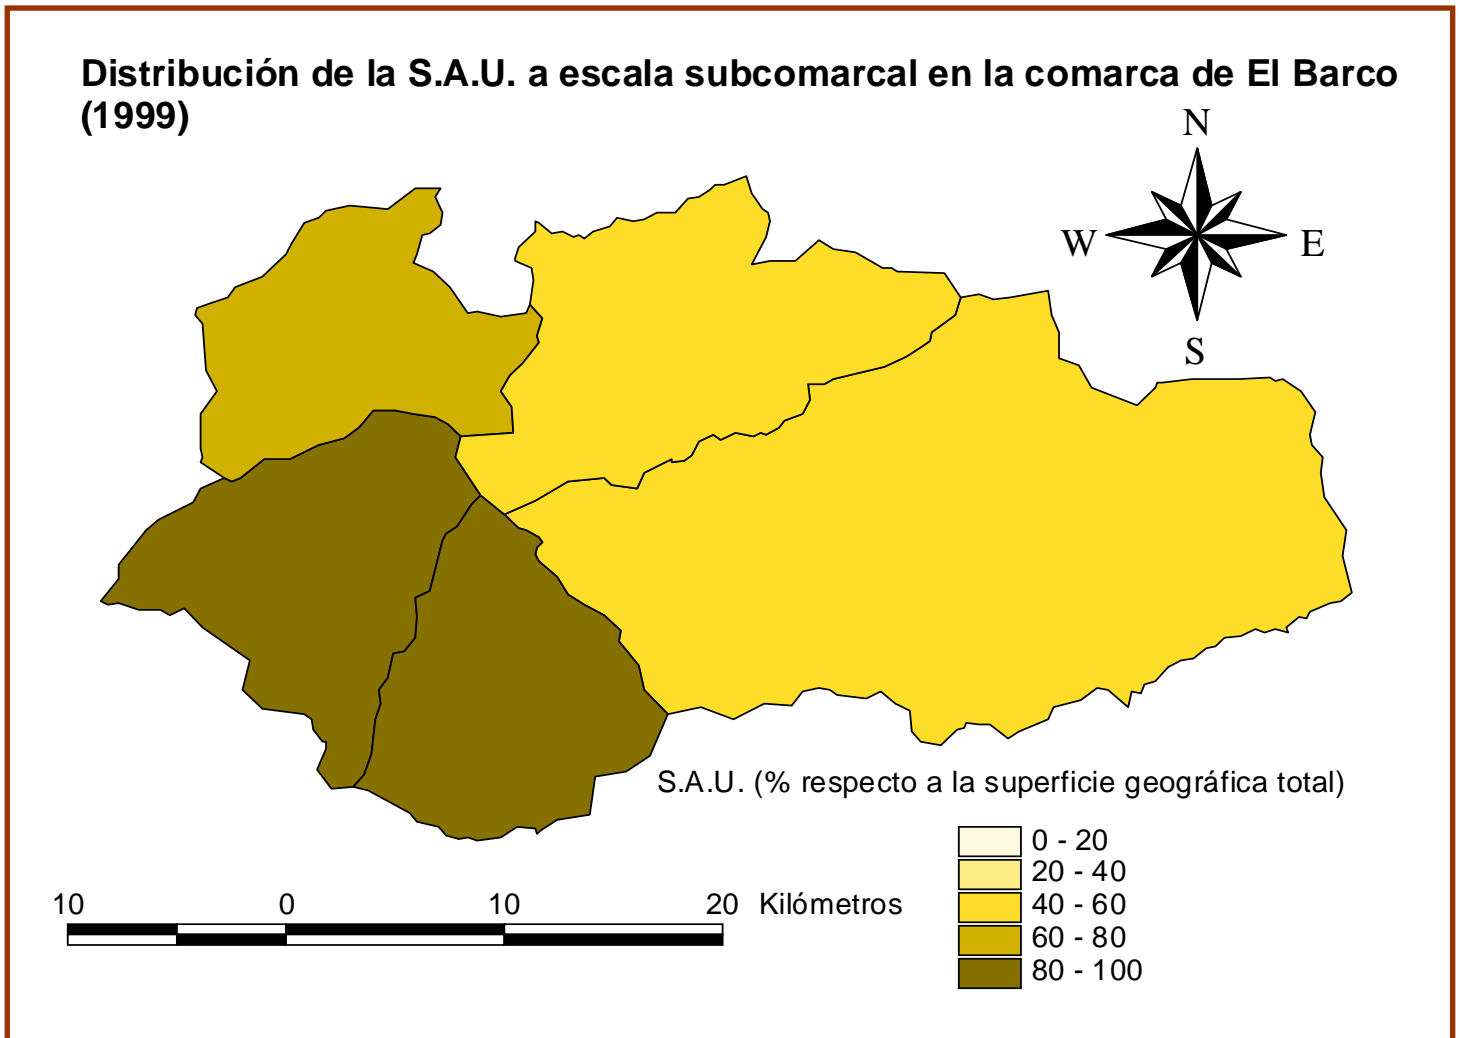 Distribución de la S.A.U. a escala subcomarcal en la comarca de El Barco
(1999)
N
W
E
S
S.A.U. (% respecto a la superficie geográfica total)
0 - 20
20 - 40
40 - 60
60 - 80
80 - 100
10 0 10 20 Kilómetros